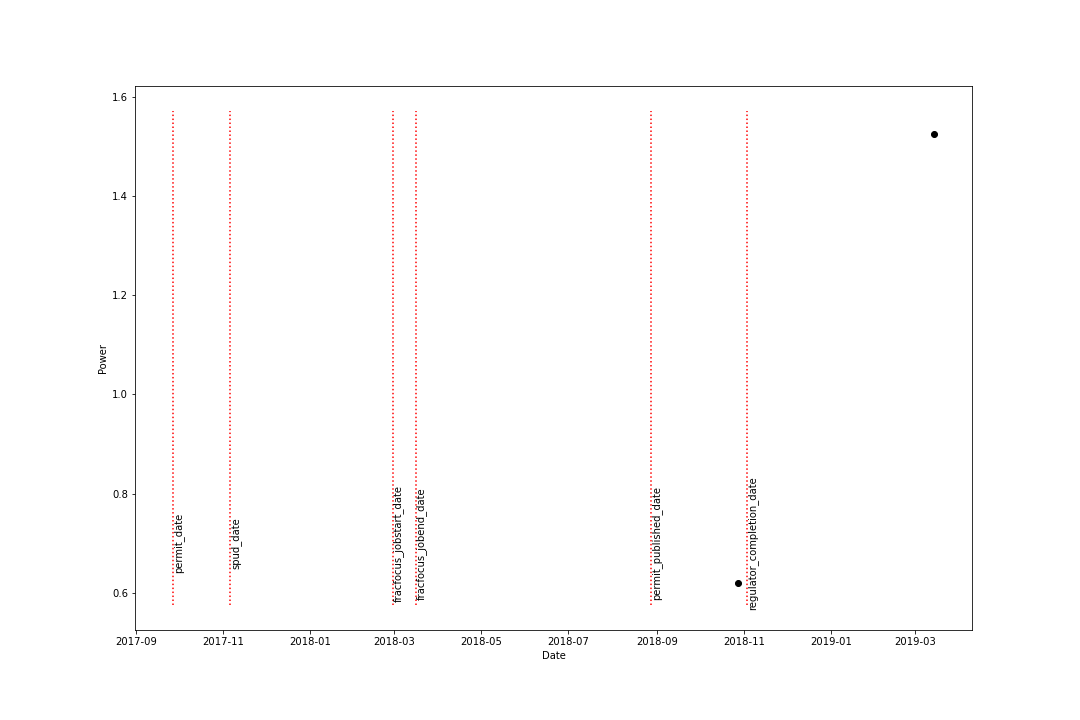 1.6
1.4
1.2
1.0
0.8
0.6
Power
permit_date
spud_date
fracfocus_jobstart_date
fracfocus_jobend_date
permit_published_date
regulator_completion_date
2017-09 2017-11 2018-01 2018-03 2018-05 2018-07 2018-09 2018-11 2019-01 2019-03
Date